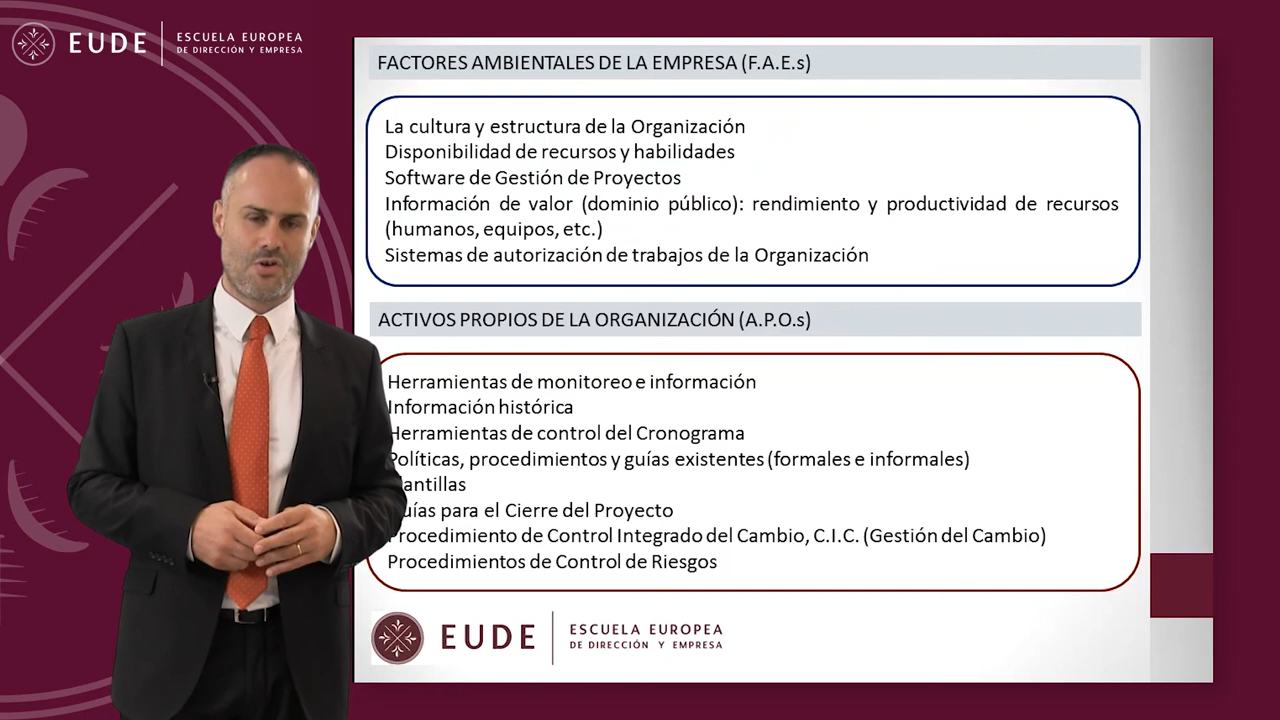 EUDE
ESCUELA EUROPEA
DE DIRECCIÓN Y EMPRESA
FACTORES AMBIENTALES DE LA EMPRESA (F.A.E.s)
La cultura y estructura de la Organización
Disponibilidad de recursos y habilidades
Software de Gestión de Proyectos
Información de valor (dominio público): rendimiento y productividad de recursos
(humanos, equipos, etc.)
Sistemas de autorización de trabajos de la Organización
ACTIVOS PROPIOS DE LA ORGANIZACIÓN (A.P.O.s)
Herramientas de monitoreo e información
Información histórica
Herramientas de control del Cronograma
Políticas, procedimientos y guías existentes (formales e informales)
Plantillas
Guías para el Cierre del Proyecto
Procedimiento de Control Integrado del Cambio, C.I.C. (Gestión del Cambio)
Procedimientos de Control de Riesgos
EUDE
ESCUELA EUROPEA
DE DIRECCIÓN Y EMPRESA